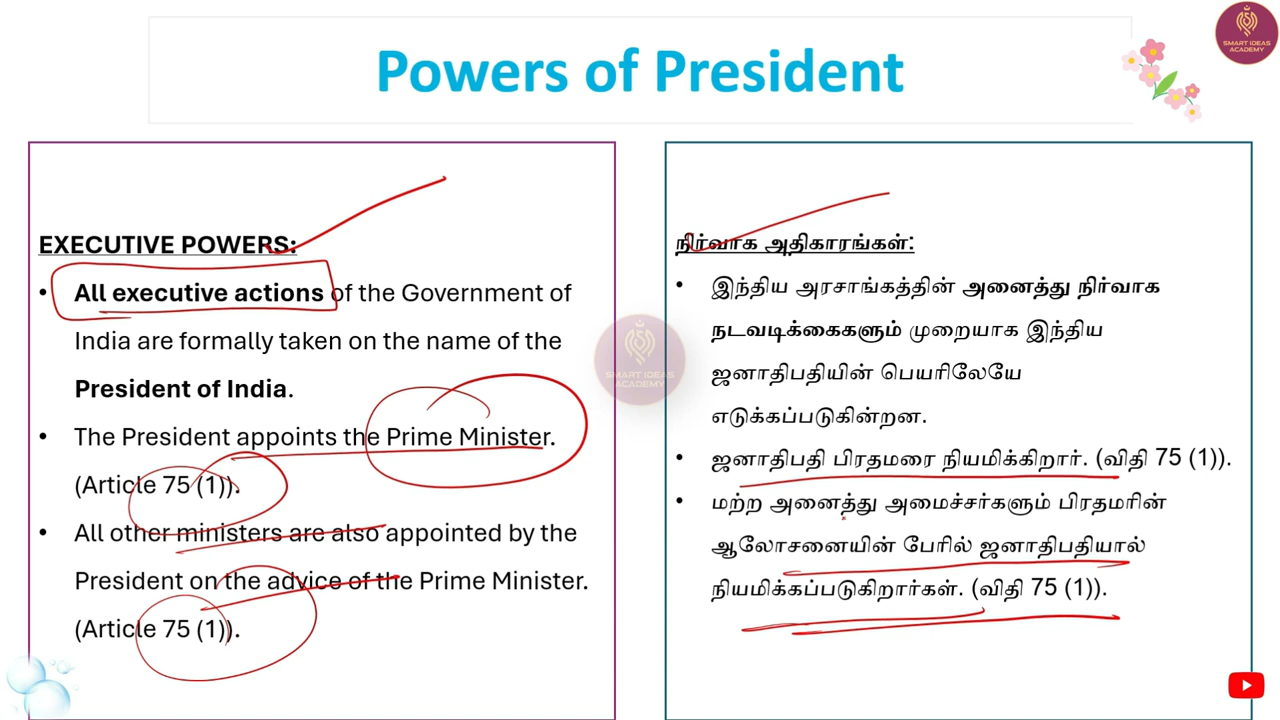 Powers of President
SMART IDEAS
ACADEMY
EXECUTIVE POWERS:
• All executive actions of the Government of
India are formally taken on the name of the
President of India.
• The President appoints the Prime Minister.
(Article 75 (1)).
• All other ministers are also appointed by the
President on the advice of the Prime Minister.
(Article 75 (1)).
SMART IDEAS
ACADEMY
நிர்வாக அதிகாரங்கள்:
• இந்திய அரசாங்கத்தின் அனைத்து நிர்வாக
நடவடிக்கைகளும் முறையாக இந்திய
ஜனாதிபதியின் பெயரிலேயே
எடுக்கப்படுகின்றன.
• ஜனாதிபதி பிரதமரை நியமிக்கிறார். (விதி 75 (1)).
• மற்ற அனைத்து அமைச்சர்களும் பிரதமரின்
ஆலோசனையின் பேரில் ஜனாதிபதியால்
நியமிக்கப்படுகிறார்கள். (விதி 75 (1)).